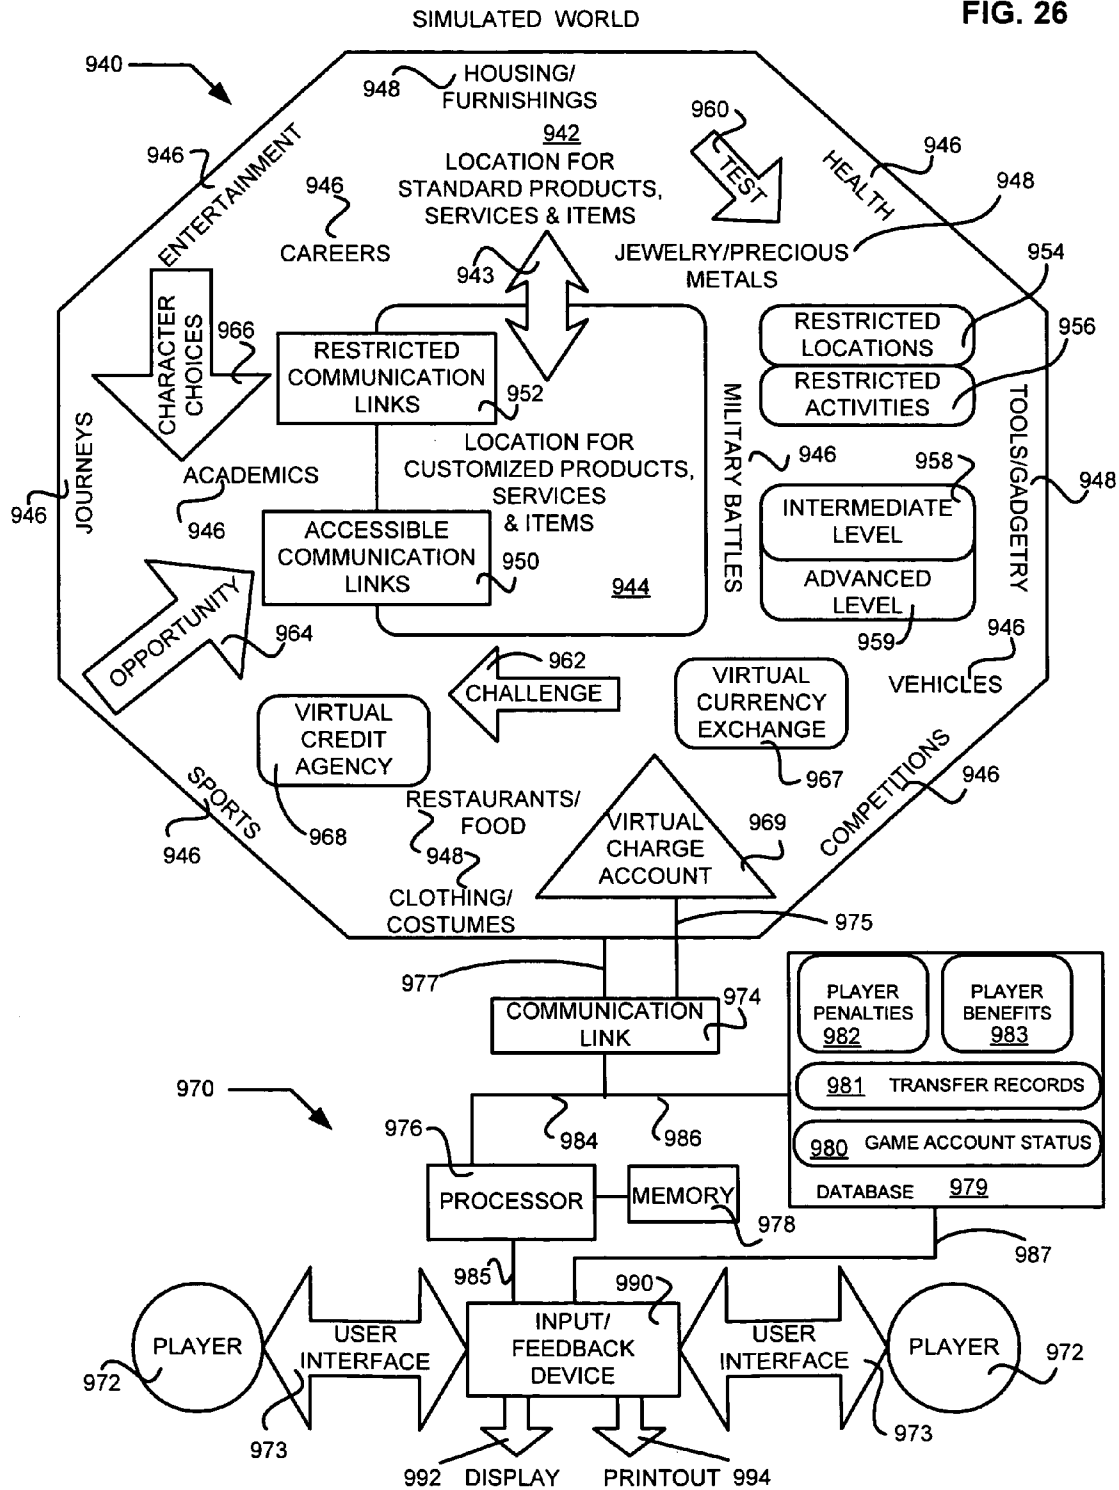 SIMULATED WORLD
FIG. 26
940
948
HOUSING/
FURNISHINGS
946
ENTERTAINMENT
942
LOCATION FOR
STANDARD PRODUCTS,
SERVICES & ITEMS
960
TEST
946
HEALTH
948
946
CAREERS
943
JEWELRY/PRECIOUS
METALS
954
RESTRICTED
LOCATIONS
956
RESTRICTED
ACTIVITIES
CHARACTER
CHOICES
966
RESTRICTED
COMMUNICATION
LINKS
952
LOCATION FOR
CUSTOMIZED PRODUCTS,
SERVICES
& ITEMS
944
MILITARY BATTLES
946
TOOLS/GADGETRY
948
JOURNEYS
946
ACADEMICS
946
958
INTERMEDIATE
LEVEL
ADVANCED
LEVEL
959
ACCESSIBLE
COMMUNICATION
LINKS
950
OPPORTUNITY
964
962
CHALLENGE
VIRTUAL
CURRENCY
EXCHANGE
967
946
VEHICLES
VIRTUAL
CREDIT
AGENCY
968
SPORTS
946
COMPETITIONS
946
RESTAURANTS/
FOOD
948
CLOTHING/
COSTUMES
VIRTUAL
CHARGE
ACCOUNT
969
975
977
COMMUNICATION
LINK
974
PLAYER
PENALTIES
982
PLAYER
BENEFITS
983
981 TRANSFER RECORDS
980 GAME ACCOUNT STATUS
DATABASE 979
970
976
984
986
PROCESSOR
MEMORY
978
987
985
990
PLAYER
972
USER
INTERFACE
973
INPUT/
FEEDBACK
DEVICE
USER
INTERFACE
973
PLAYER
972
992 DISPLAY
PRINTOUT 994